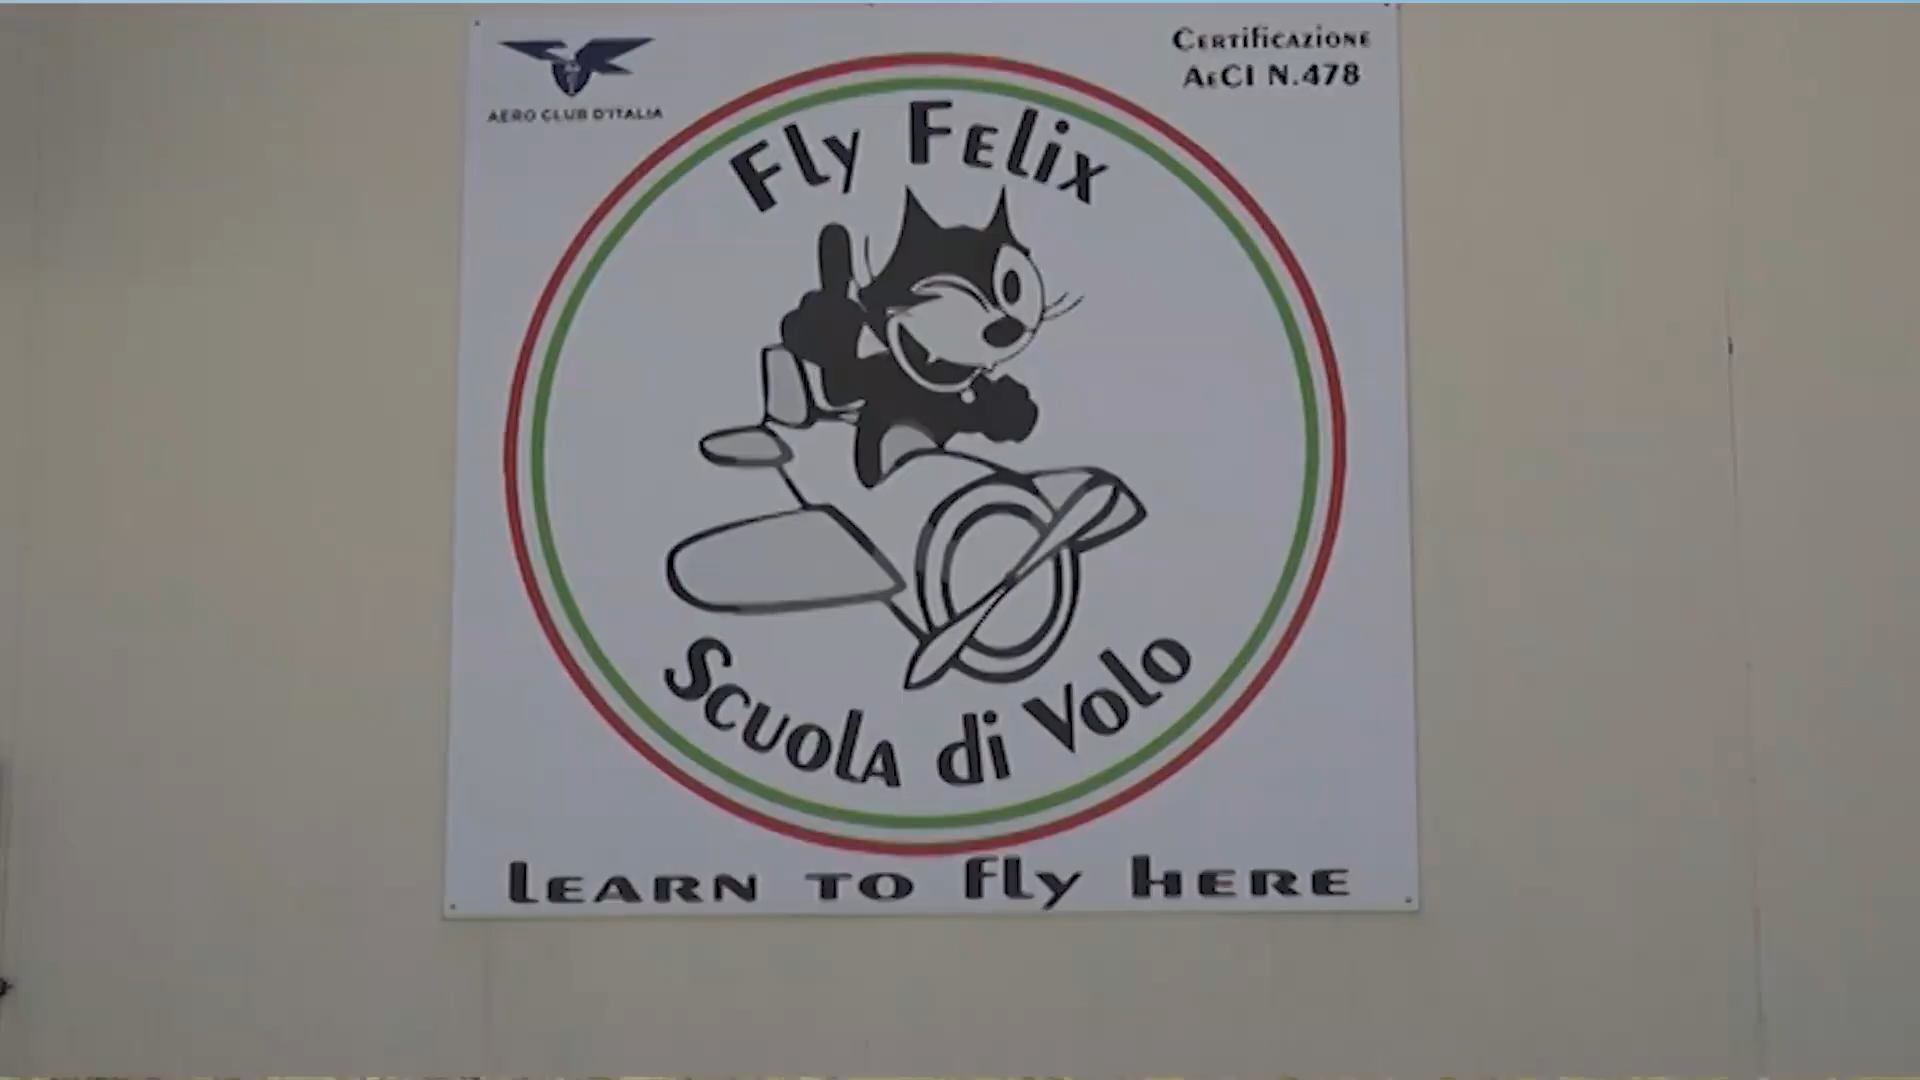 AERO CLUB D'ITALIA
Certificazione
AeCI N.478
Fly Felix
Scuola di Volo
Learn to fly here